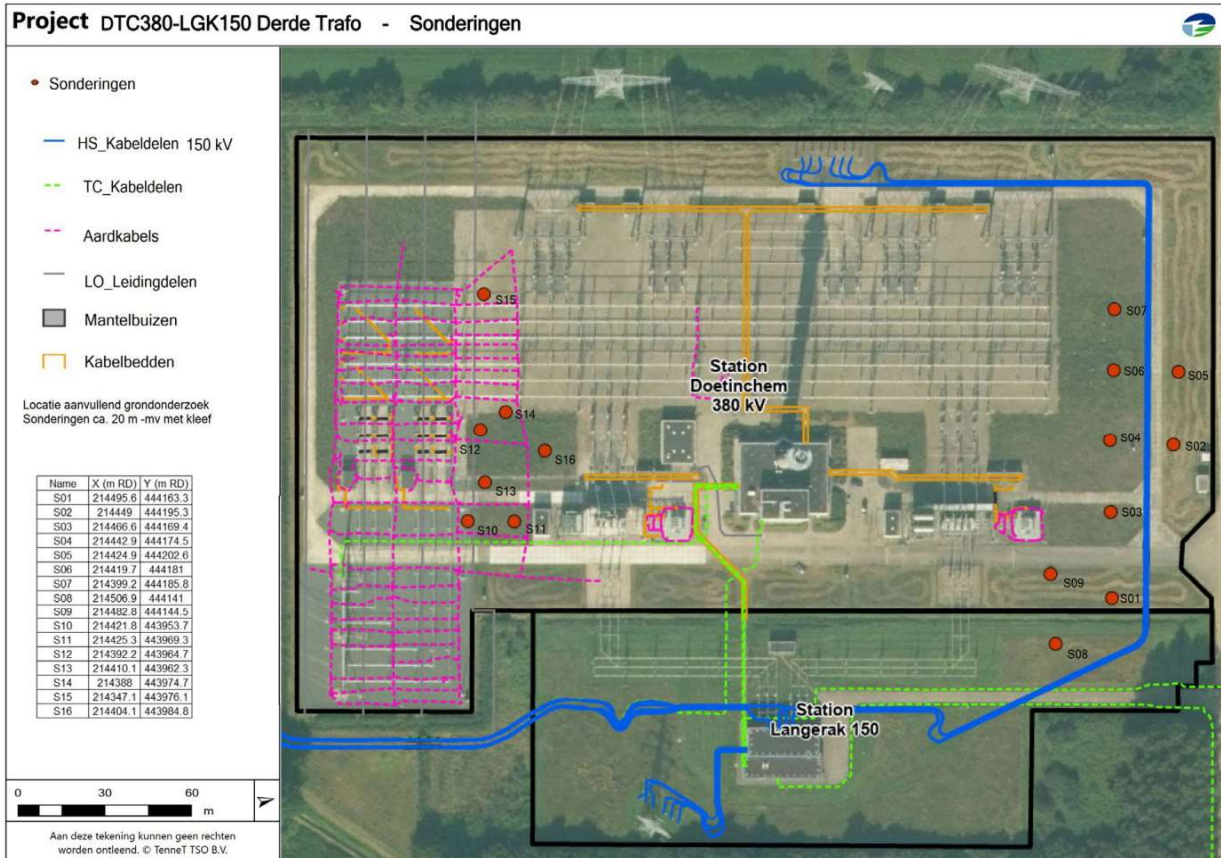 Project DTC380-LGK150 Derde Trafo - Sonderingen
Sonderingen
HS_Kabeldelen 150 kV
TC_Kabeldelen
Aardkabels
LO_Leidingdelen
Mantelbuizen
Kabelbedden
Locatie aanvullend grondonderzoek
Sonderingen ca. 20 m -mv met kleef
Name X (m RD) Y (m RD)
S01 214495.6 444163.3
S02 214449 444195.3
S03 214466.6 444169.4
S04 214442.9 444174.5
S05 214424.9 444202.6
S06 214419.7 444181
S07 214399.2 444185.8
S08 214506.9 444141
S09 214482.8 444144.5
S10 214421.8 443953.7
S11 214425.3 443969.3
S12 214392.2 443964.7
S13 214410.1 443962.3
S14 214388 443974.7
S15 214347.1 443976.1
S16 214404.1 443984.8
0 30 60
m
Aan deze tekening kunnen geen rechten
worden ontleend. © TenneT TSO B.V.
S15
S07
S06
S05
Station
Doetinchem
380 kV
S14
S12
S04
S02
S16
S13
S03
S10
S11
S09
S01
S08
Station
Langerak 150